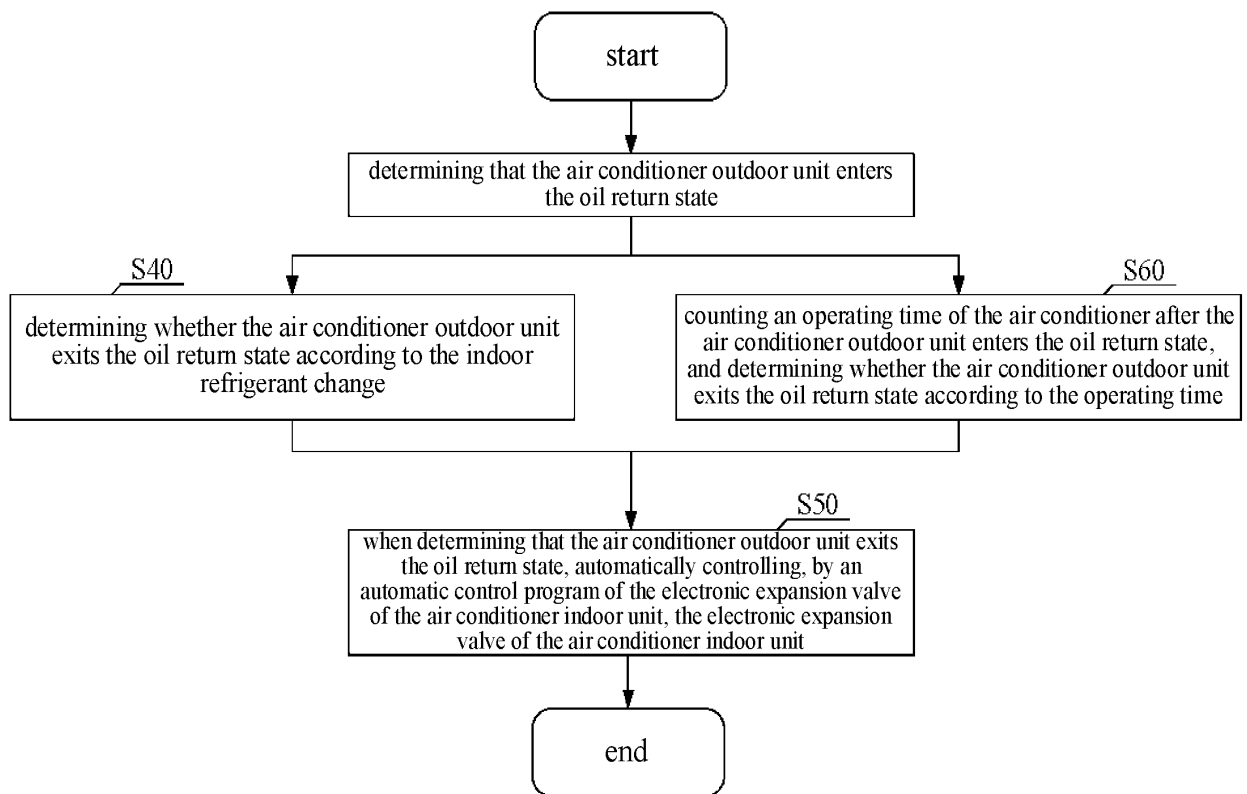 start
determining that the air conditioner outdoor unit enters
the oil return state
S40
determining whether the air conditioner outdoor unit
exits the oil return state according to the indoor
refrigerant change
S60
counting an operating time of the air conditioner after the
air conditioner outdoor unit enters the oil return state,
and determining whether the air conditioner outdoor unit
exits the oil return state according to the operating time
S50
when determining that the air conditioner outdoor unit exits
the oil return state, automatically controlling, by an
automatic control program of the electronic expansion valve
of the air conditioner indoor unit, the electronic expansion
valve of the air conditioner indoor unit
end